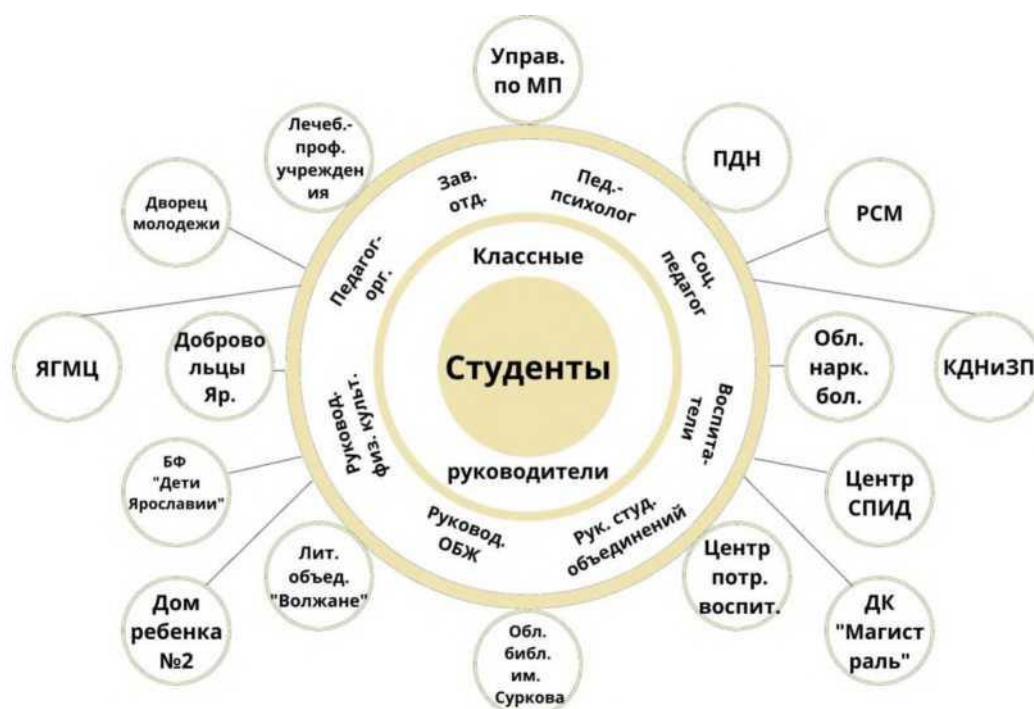 Управ.
по МП
Лечеб.-
проф.
учрежден
ия
ПДН
Дворец
молодежи
РСМ
Зав.
отд.
Пед.-
психолог
Педагог-
орг.
Соц.
педагог
Классные
Студенты
руководители
ЯГМЦ
Доброво
льцы
Яр.
Обл.
нарк.
бол.
КДНиЗП
Руковод.
физ. культ.
Воспита-
тели
БФ
"Дети
Ярославии"
Центр
СПИД
Руковод.
ОБЖ
Рук. студ.
объединений
Лит.
объед.
"Волжане"
Центр
потр.
воспит.
Дом
ребенка
№2
ДК
"Магист
раль"
Обл.
библ.
им.
Суркова